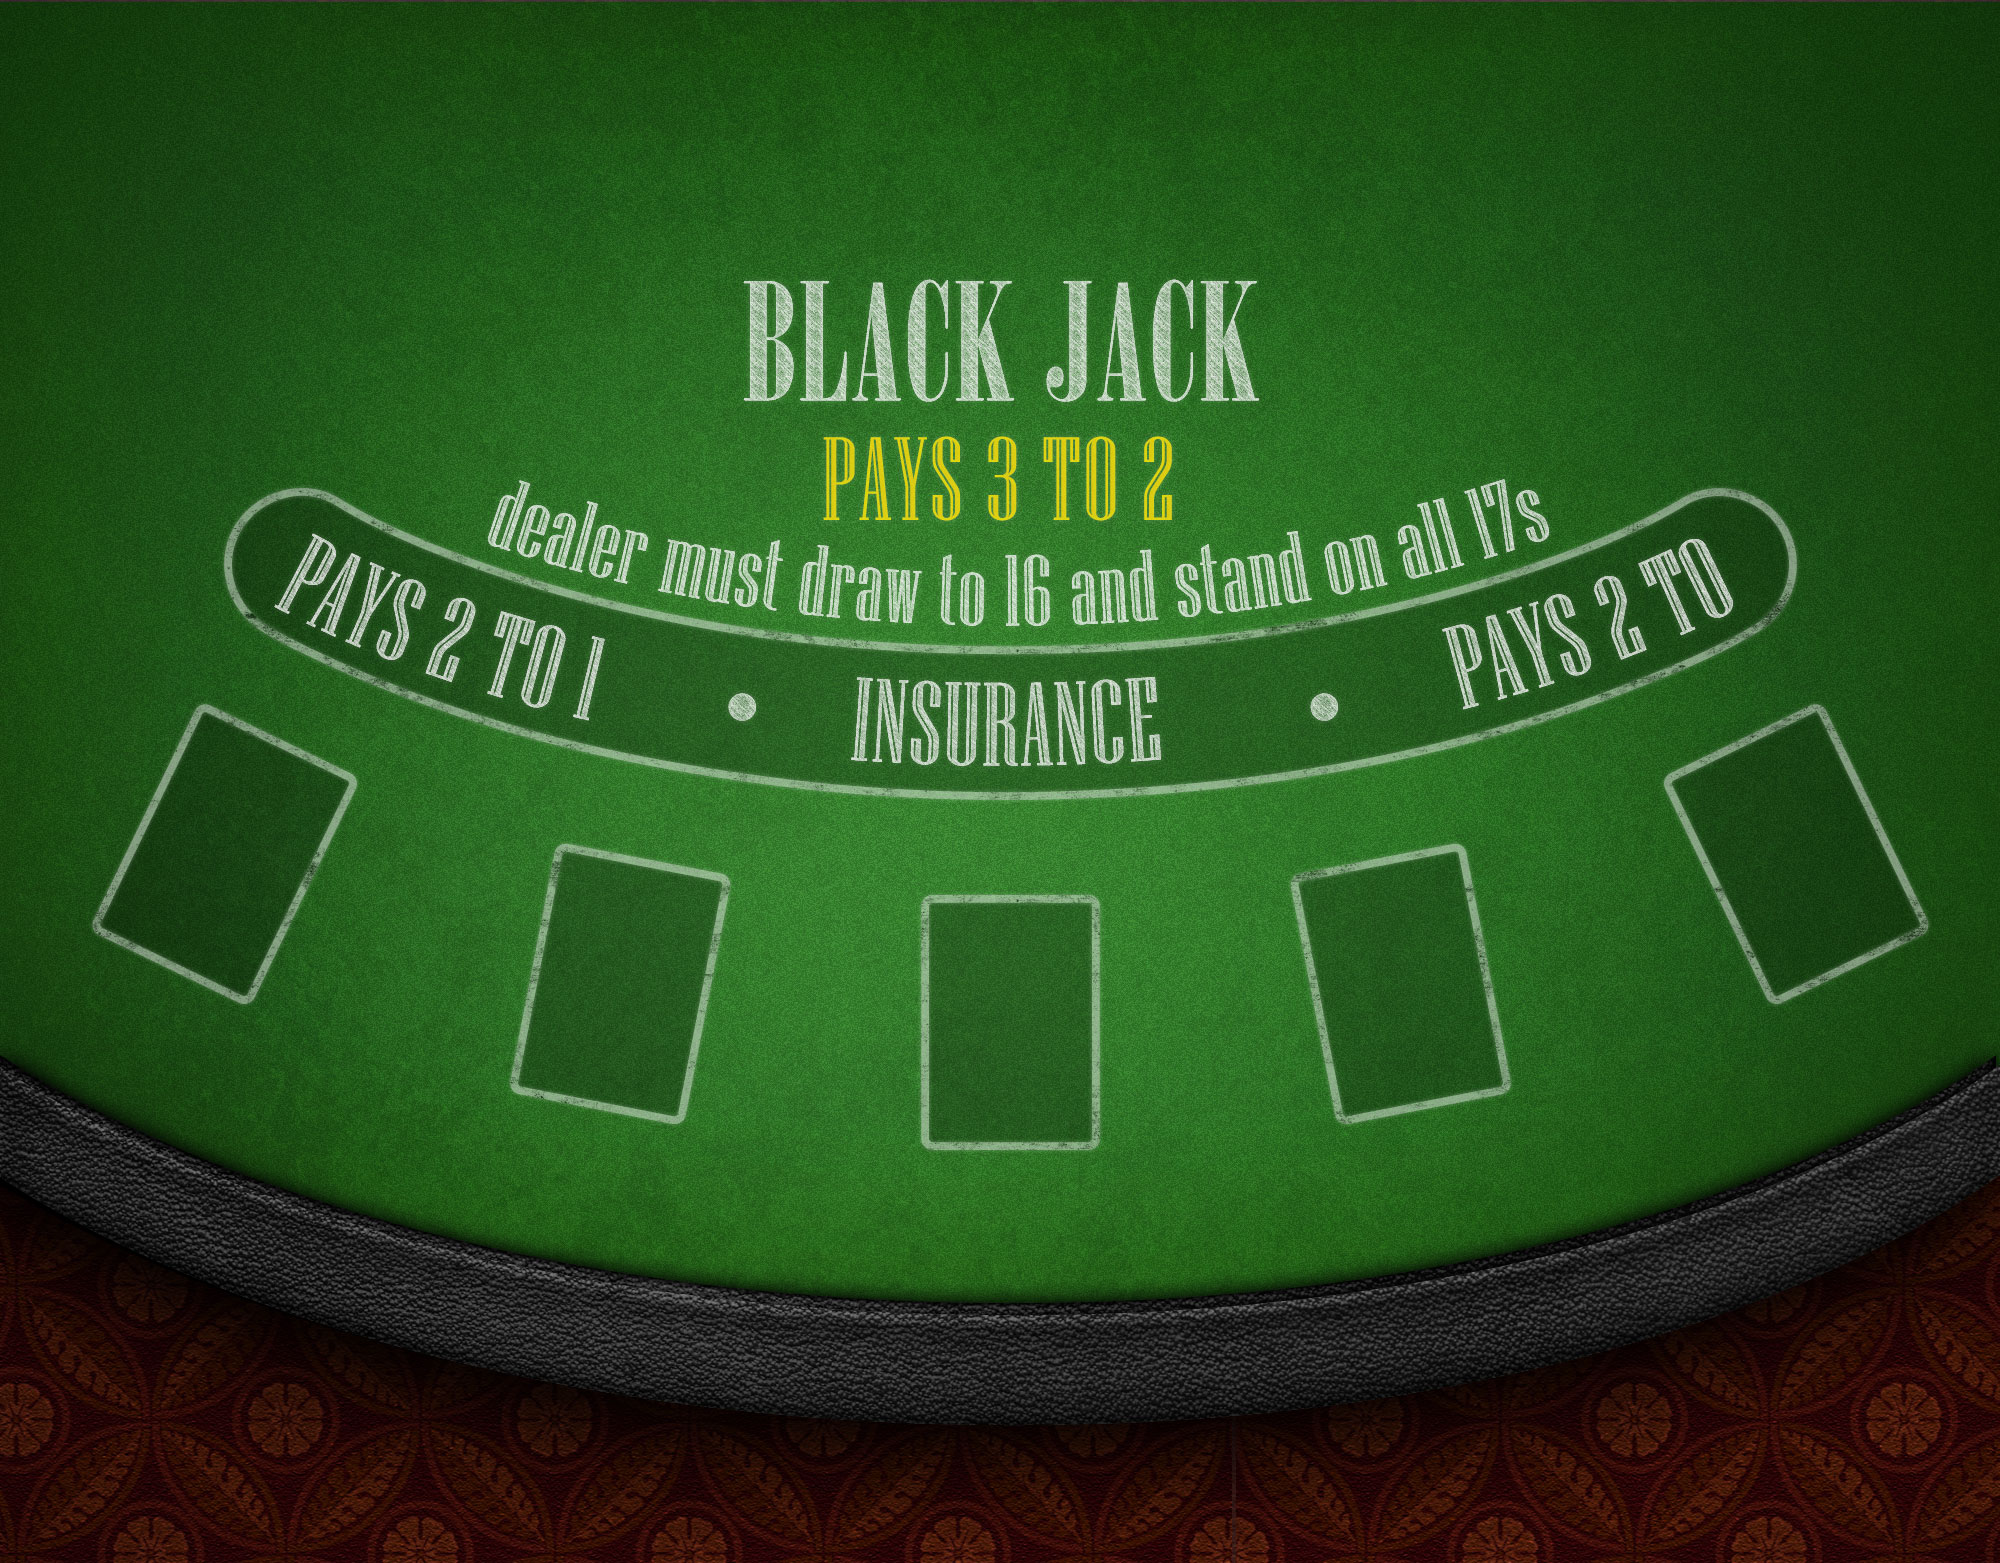 BLACK JACK
PAYS 3 TO 2
dealer must draw to 16 and stand on all 17s
PAYS 2 TO 1 • INSURANCE • PAYS 2 TO